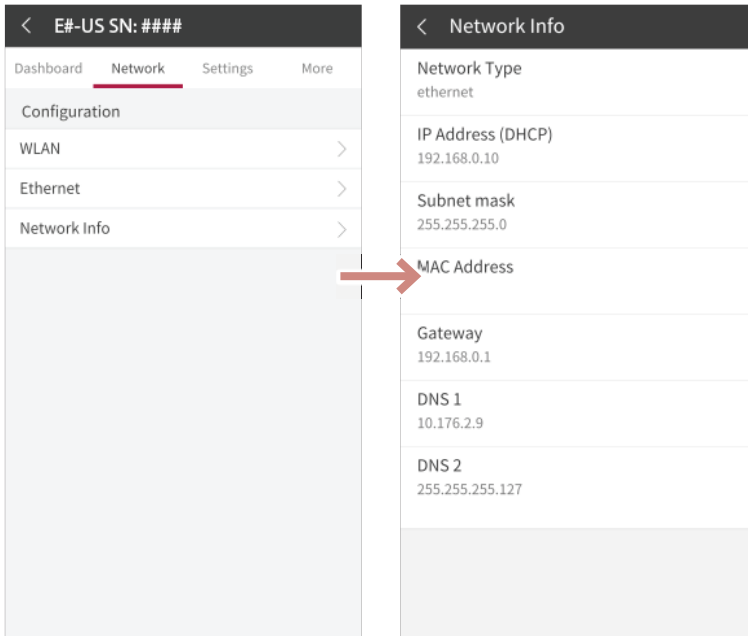 E#-US SN: ####
Dashboard Network Settings More
Configuration
WLAN
Ethernet
Network Info
Network Info
Network Type
ethernet
IP Address (DHCP)
192.168.0.10
Subnet mask
255.255.255.0
MAC Address
Gateway
192.168.0.1
DNS 1
10.176.2.9
DNS 2
255.255.255.127